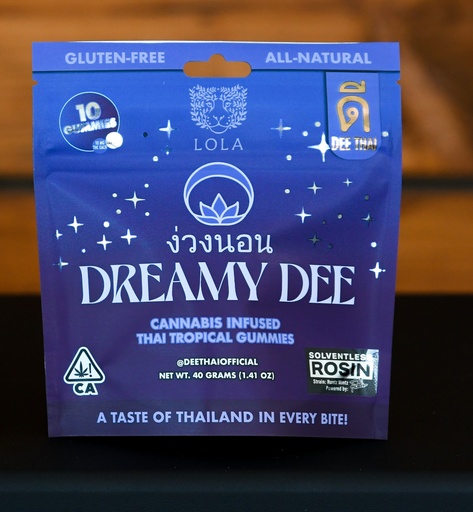 GLUTEN-FREE
ALL-NATURAL
10
GUMMIES
LOLA
ดี
DEE THAI
ง่วงนอน
DREAMY DEE
CANNABIS INFUSED
THAI TROPICAL GUMMIES
@DEETHAIOFFICIAL
NET WT. 40 GRAMS (1.41 OZ)
CA
SOLVENTLESS
ROSIN
Powered by:
A TASTE OF THAILAND IN EVERY BITE!